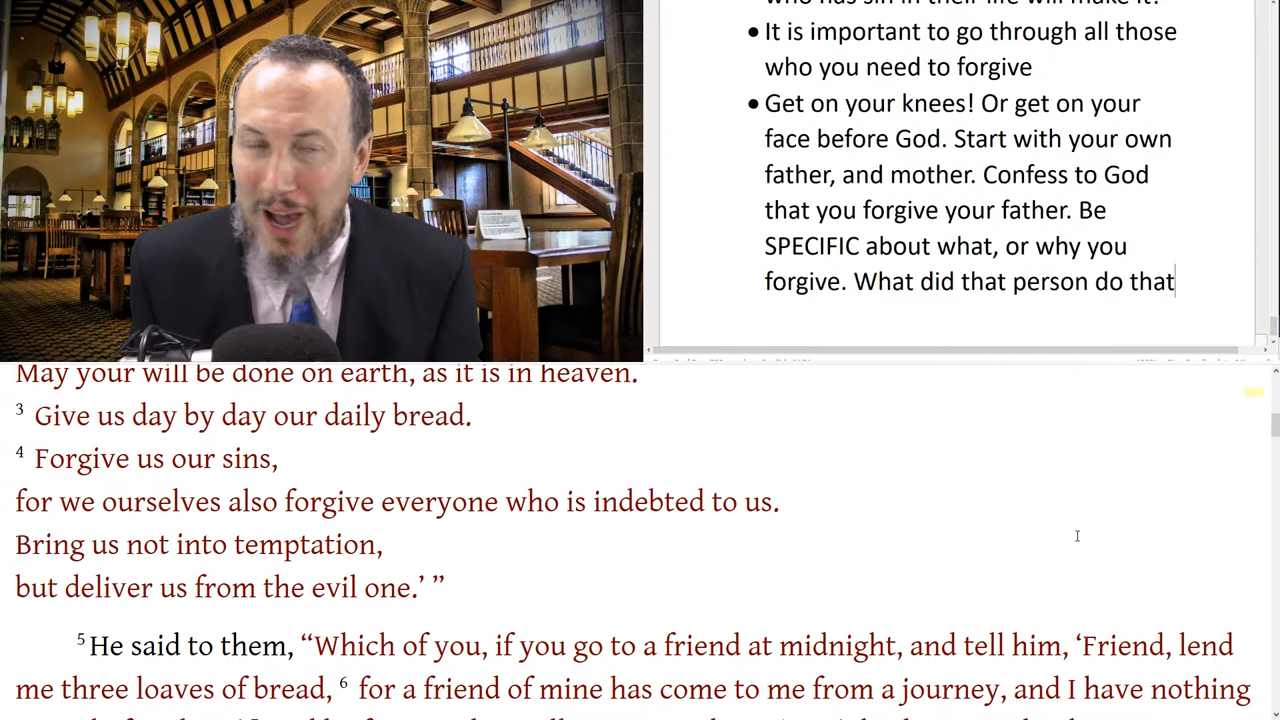 • It is important to go through all those
who you need to forgive
• Get on your knees! Or get on your
face before God. Start with your own
father, and mother. Confess to God
that you forgive your father. Be
SPECIFIC about what, or why you
forgive. What did that person do that
May your will be done on earth, as it is in heaven.
3 Give us day by day our daily bread.
4 Forgive us our sins,
for we ourselves also forgive everyone who is indebted to us.
Bring us not into temptation,
but deliver us from the evil one.’ ”
5 He said to them, “Which of you, if you go to a friend at midnight, and tell him, ‘Friend, lend
me three loaves of bread, 6 for a friend of mine has come to me from a journey, and I have nothing